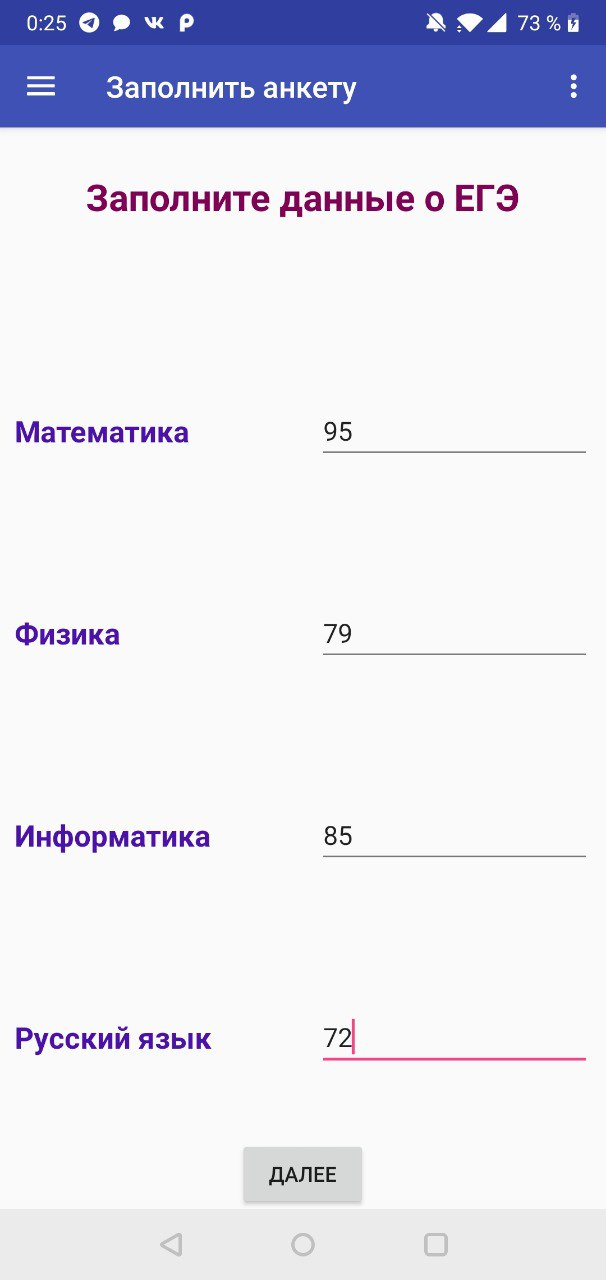 0:25 73 %
Заполнить анкету
Заполните данные о ЕГЭ
Математика 95
Физика 79
Информатика 85
Русский язык 72
ДАЛЕЕ